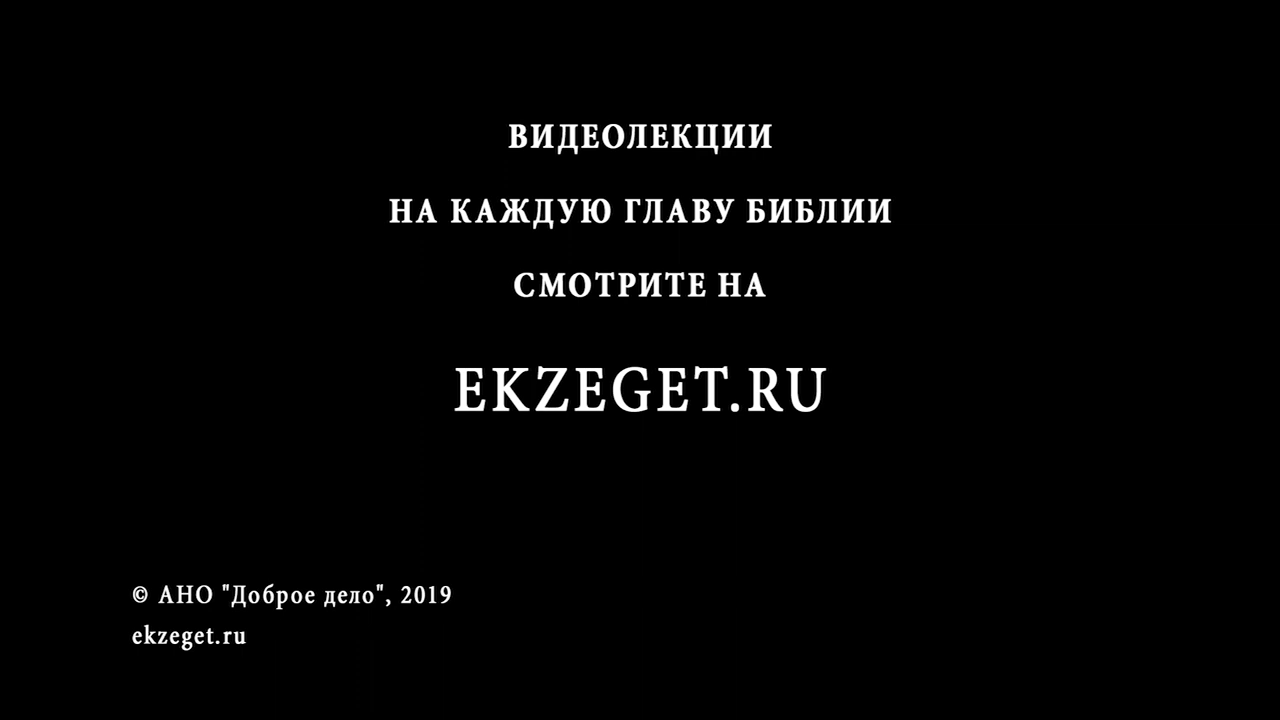 ВИДЕОЛЕКЦИИ
НА КАЖДУЮ ГЛАВУ БИБЛИИ
СМОТРИТЕ НА
EKZEGET.RU
© АНО "Доброе дело", 2019
ekzeget.ru